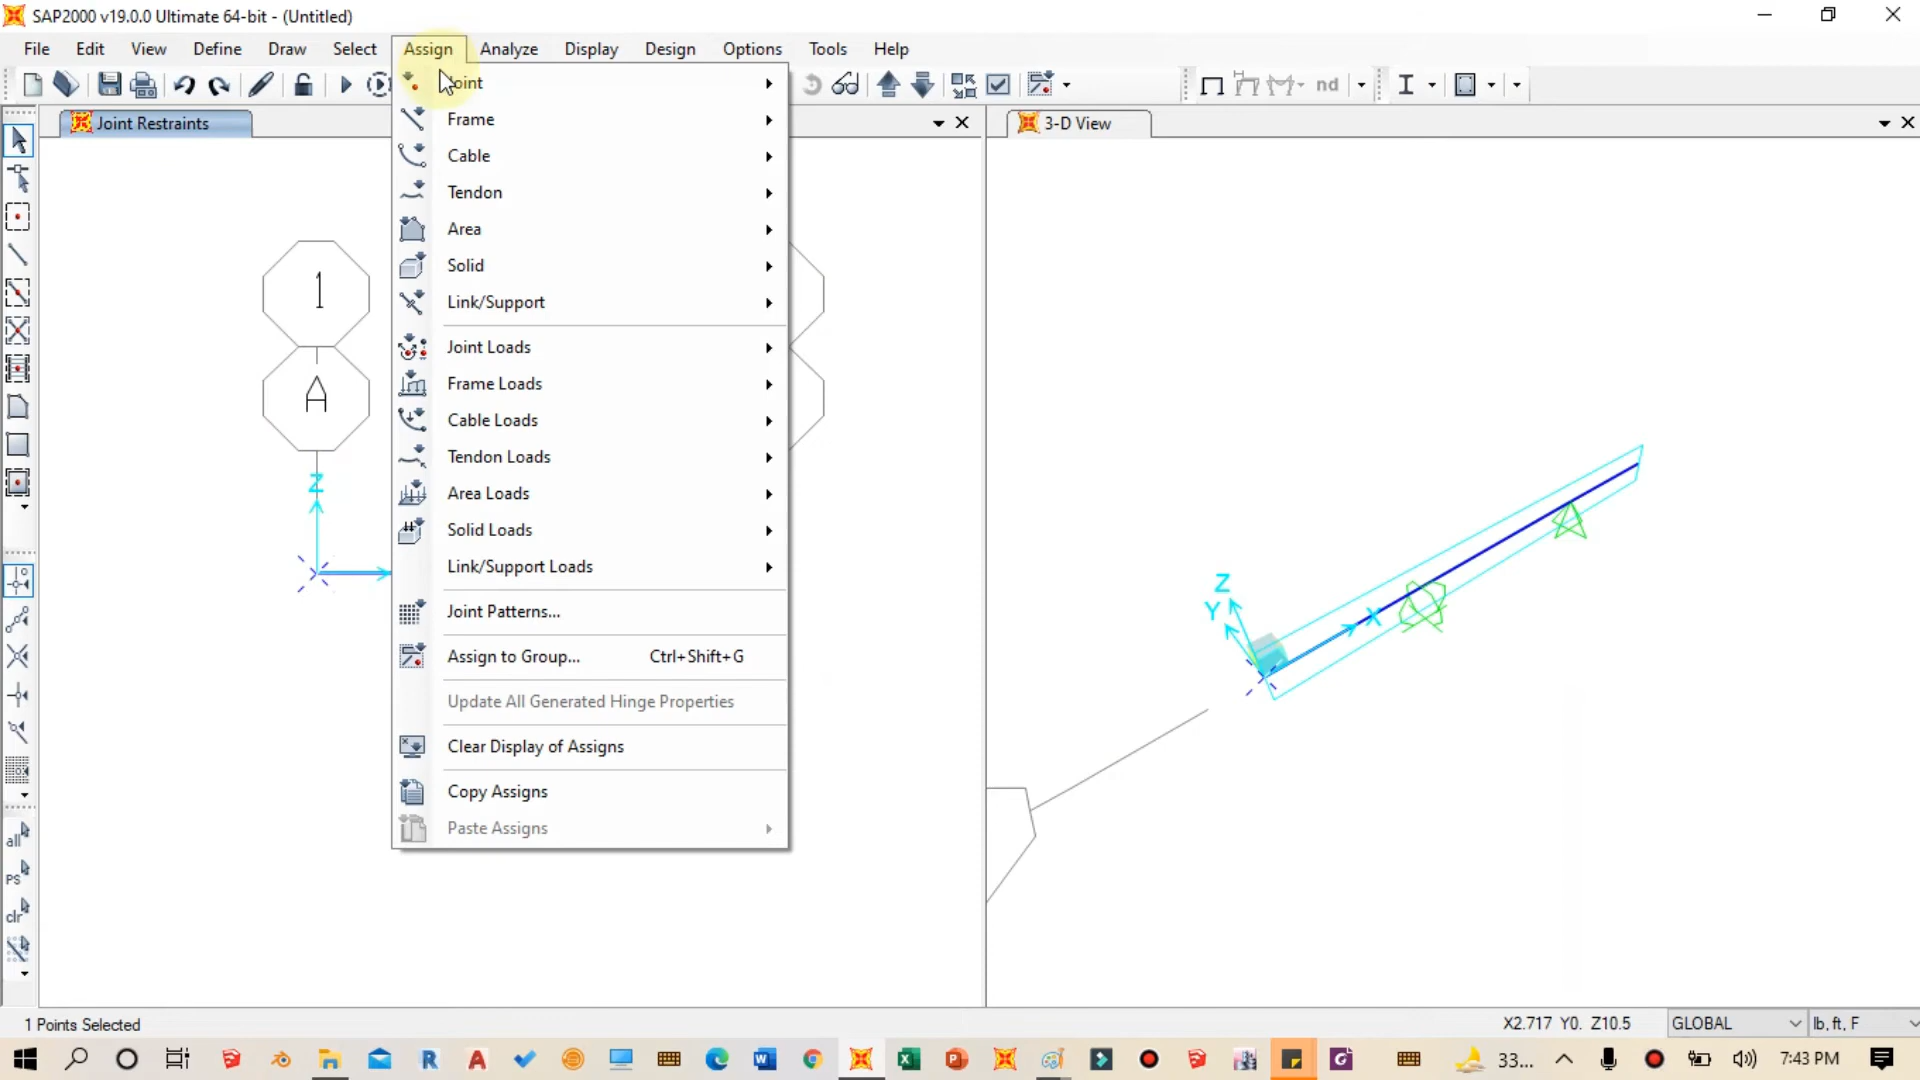 SAP2000 v19.0.0 Ultimate 64-bit - (Untitled)
File Edit View Define Draw Select Assign Analyze Display Design Options Tools Help
nd
Joint Restraints
3-D View
Joint
Frame
Cable
Tendon
Area
Solid
Link/Support
Joint Loads
Frame Loads
Cable Loads
Tendon Loads
Area Loads
Solid Loads
Link/Support Loads
Joint Patterns...
Assign to Group... Ctrl+Shift+G
Update All Generated Hinge Properties
Clear Display of Assigns
Copy Assigns
Paste Assigns
1
A
Z
Z
Y
X
all
PS
clr
1 Points Selected
X2.717 Y0. Z10.5
GLOBAL
lb, ft, F
33...
7:43 PM